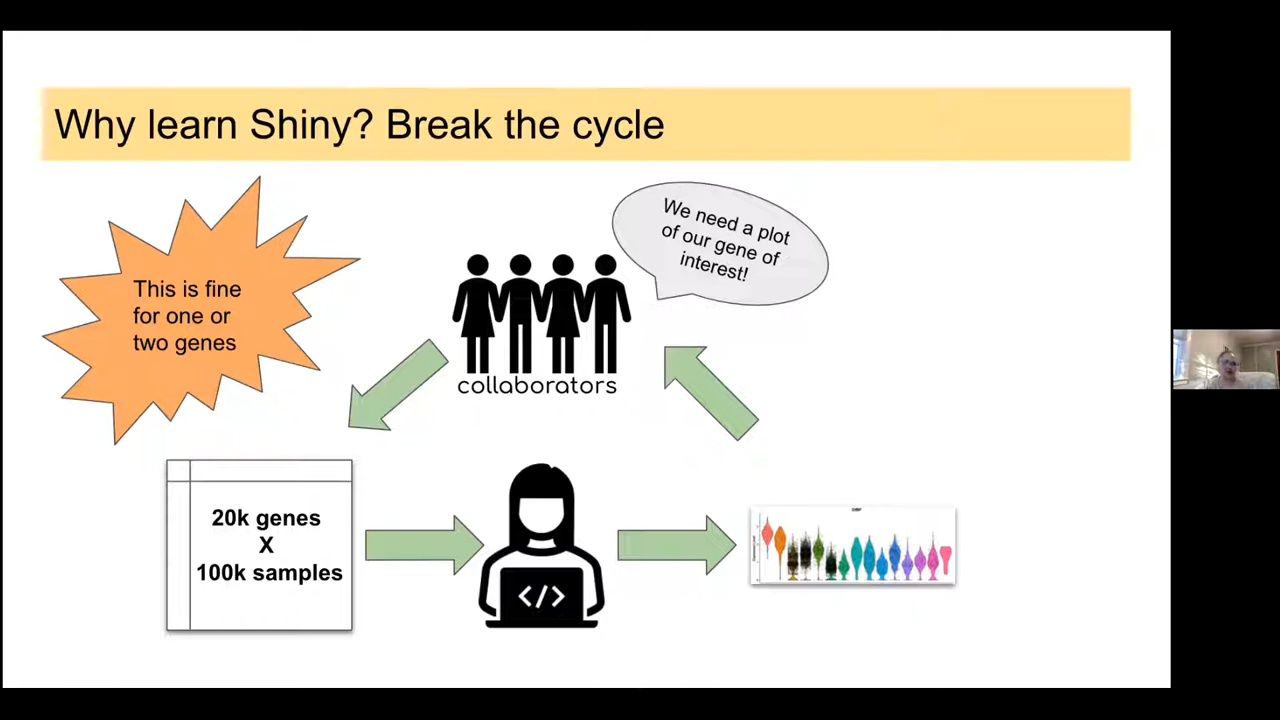 Why learn Shiny? Break the cycle
This is fine
for one or
two genes
We need a plot
of our gene of
interest!
collaborators
20k genes
X
100k samples
</>